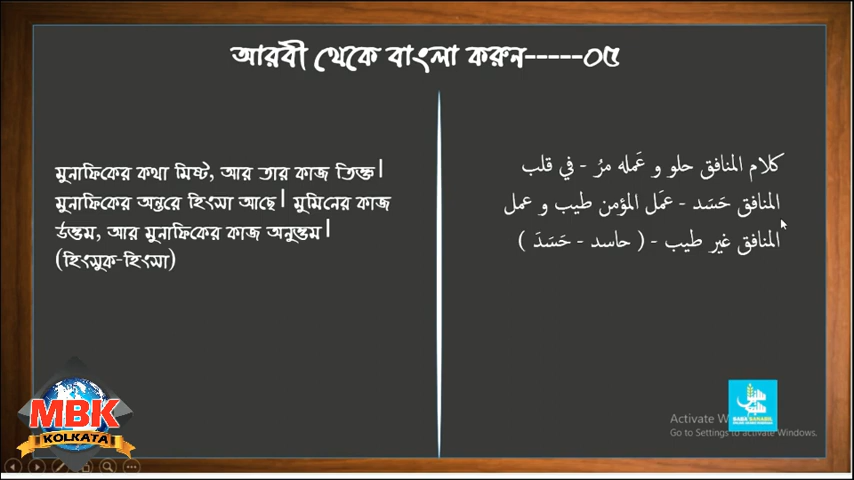 আরবী থেকে বাংলা করুন-----০৫
মুনাফিকের কথা মিষ্ট, আর তার কাজ তিক্ত।
মুনাফিকের অন্তরে হিংসা আছে। মুমিনের কাজ
উত্তম, আর মুনাফিকের কাজ অনুত্তম।
(হিংসুক-হিংসা)
كلام المنافق حلو و عَمله مرُ - في قلب
المنافق حَسَد - عمَل المؤمن طيب و عمل
المنافق غير طيب - ( حاسد - حَسَدَ )
MBK
KOLKATA
Activate W
Go to Settings to activate Windows.